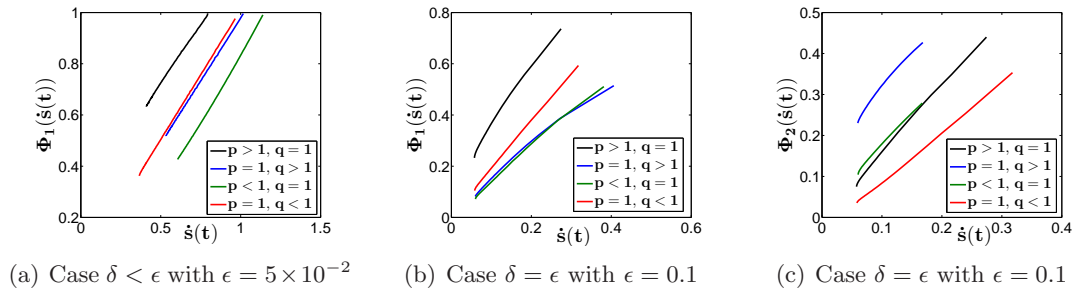 1
0.8
0.6
0.4
0.2
0 0.5 1 1.5
Φ₁(ṡ(t))
ṡ(t)
p > 1, q = 1
p = 1, q > 1
p < 1, q = 1
p = 1, q < 1
(a) Case δ < ϵ with ϵ = 5×10⁻²
0.8
0.6
0.4
0.2
0
0 0.2 0.4 0.6
Φ₁(ṡ(t))
ṡ(t)
p > 1, q = 1
p = 1, q > 1
p < 1, q = 1
p = 1, q < 1
(b) Case δ = ϵ with ϵ = 0.1
0.5
0.4
0.3
0.2
0.1
0
0 0.1 0.2 0.3 0.4
Φ₂(ṡ(t))
ṡ(t)
p > 1, q = 1
p = 1, q > 1
p < 1, q = 1
p = 1, q < 1
(c) Case δ = ϵ with ϵ = 0.1